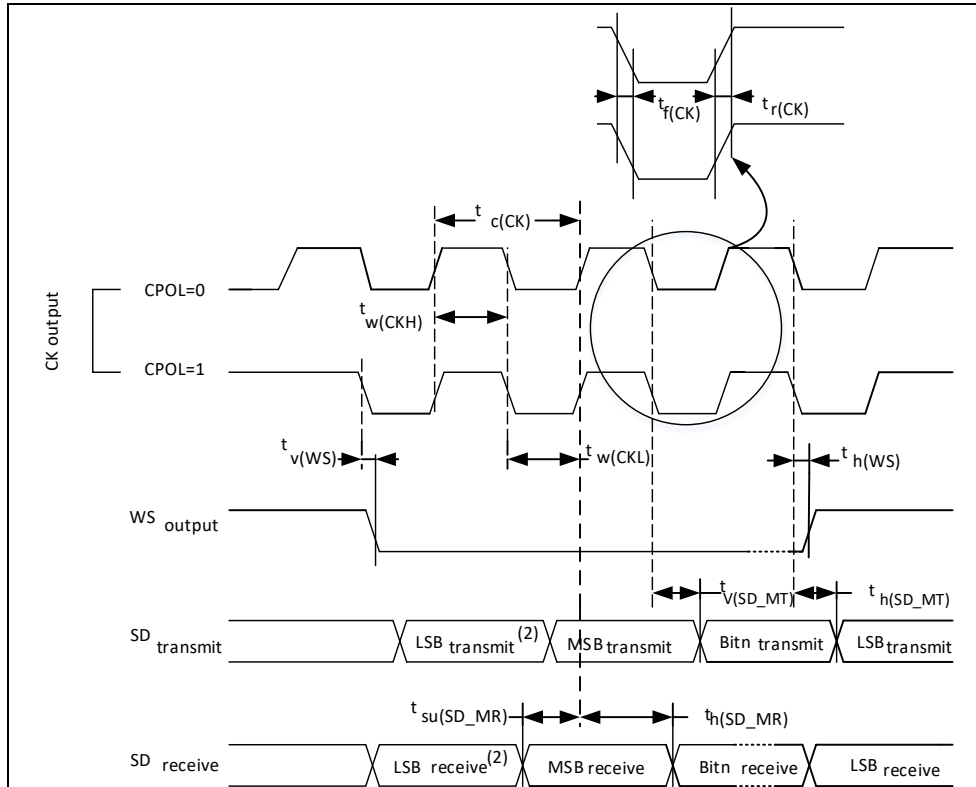 tf(CK)
tr(CK)
tc(CK)
CK output
CPOL=0
tw(CKH)
CPOL=1
tv(WS)
tw(CKL)
th(WS)
WS output
tV(SD_MT)
th(SD_MT)
SD transmit
LSB transmit(2)
MSB transmit
Bitn transmit
LSB transmit
tsu(SD_MR)
th(SD_MR)
SD receive
LSB receive(2)
MSB receive
Bitn receive
LSB receive